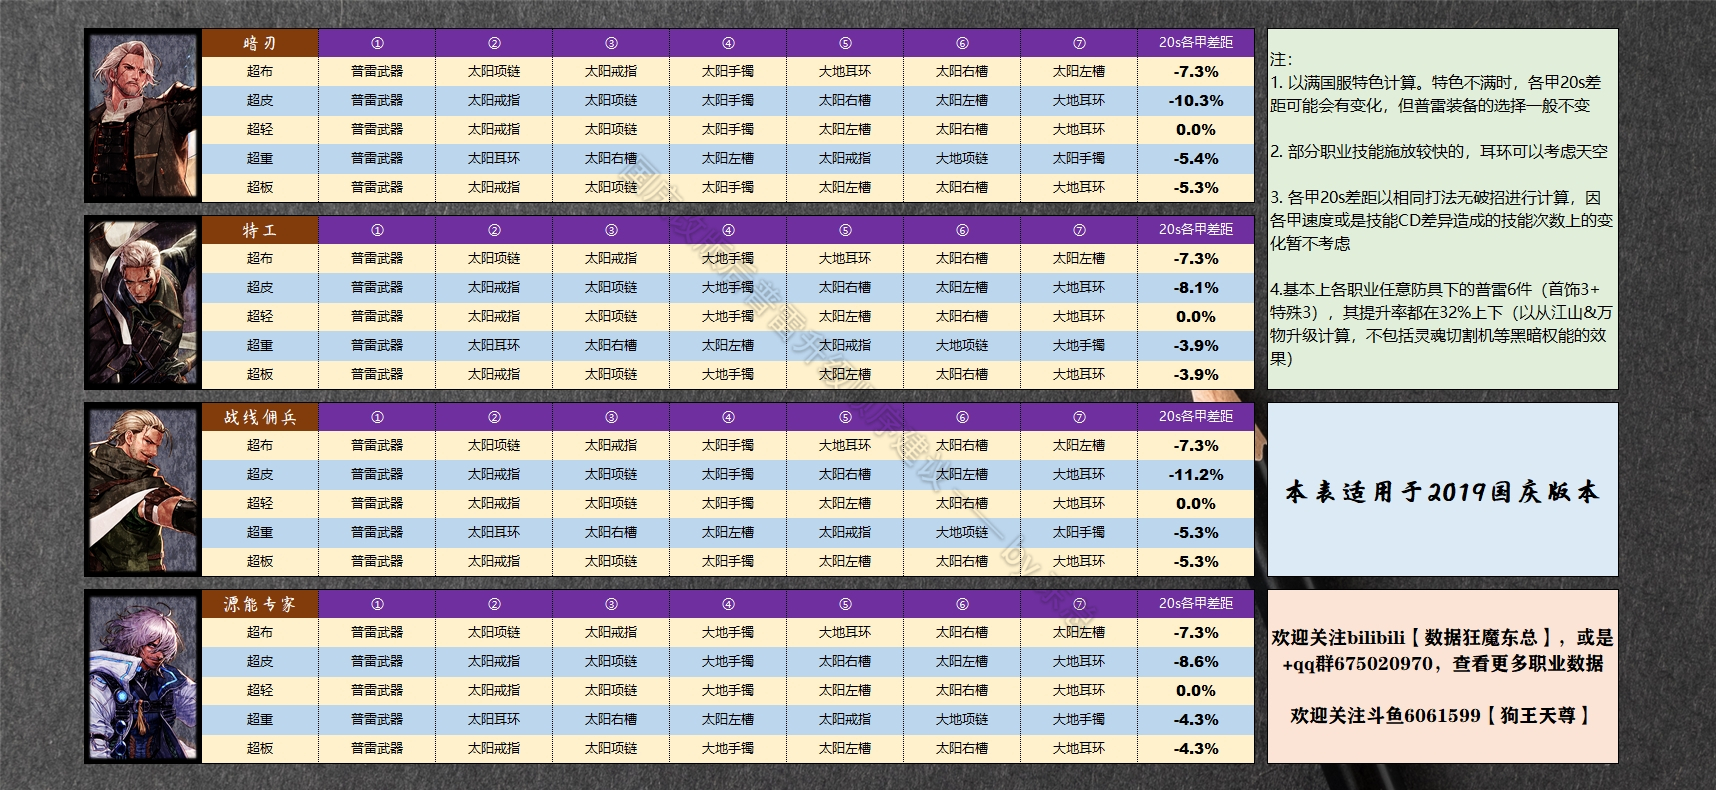 暗刃 ① ② ③ ④ ⑤ ⑥ ⑦ 20s各甲差距
超布 普雷武器 太阳项链 太阳戒指 太阳手镯 大地耳环 太阳右槽 太阳左槽 -7.3%
超皮 普雷武器 太阳戒指 太阳项链 太阳手镯 太阳右槽 太阳左槽 大地耳环 -10.3%
超轻 普雷武器 太阳戒指 太阳项链 太阳手镯 太阳左槽 太阳右槽 大地耳环 0.0%
超重 普雷武器 太阳耳环 太阳右槽 太阳左槽 太阳戒指 大地项链 太阳手镯 -5.4%
超板 普雷武器 太阳戒指 太阳项链 太阳手镯 太阳左槽 太阳右槽 大地耳环 -5.3%
特工 ① ② ③ ④ ⑤ ⑥ ⑦ 20s各甲差距
超布 普雷武器 太阳项链 太阳戒指 大地手镯 大地耳环 太阳右槽 太阳左槽 -7.3%
超皮 普雷武器 太阳戒指 太阳项链 大地手镯 太阳右槽 太阳左槽 大地耳环 -8.1%
超轻 普雷武器 太阳戒指 太阳项链 大地手镯 太阳左槽 太阳右槽 大地耳环 0.0%
超重 普雷武器 太阳耳环 太阳右槽 太阳左槽 太阳戒指 大地项链 大地手镯 -3.9%
超板 普雷武器 太阳戒指 太阳项链 大地手镯 太阳左槽 太阳右槽 大地耳环 -3.9%
战线佣兵 ① ② ③ ④ ⑤ ⑥ ⑦ 20s各甲差距
超布 普雷武器 太阳项链 太阳戒指 太阳手镯 大地耳环 太阳右槽 太阳左槽 -7.3%
超皮 普雷武器 太阳戒指 太阳项链 太阳手镯 太阳右槽 太阳左槽 大地耳环 -11.2%
超轻 普雷武器 太阳戒指 太阳项链 太阳手镯 太阳左槽 太阳右槽 大地耳环 0.0%
超重 普雷武器 太阳耳环 太阳右槽 太阳左槽 太阳戒指 大地项链 太阳手镯 -5.3%
超板 普雷武器 太阳戒指 太阳项链 太阳手镯 太阳左槽 太阳右槽 大地耳环 -5.3%
源能专家 ① ② ③ ④ ⑤ ⑥ ⑦ 20s各甲差距
超布 普雷武器 太阳项链 太阳戒指 大地手镯 大地耳环 太阳右槽 太阳左槽 -7.3%
超皮 普雷武器 太阳戒指 太阳项链 大地手镯 太阳右槽 太阳左槽 大地耳环 -8.6%
超轻 普雷武器 太阳戒指 太阳项链 大地手镯 太阳左槽 太阳右槽 大地耳环 0.0%
超重 普雷武器 太阳耳环 太阳右槽 太阳左槽 太阳戒指 大地项链 大地手镯 -4.3%
超板 普雷武器 太阳戒指 太阳项链 大地手镯 太阳左槽 太阳右槽 大地耳环 -4.3%
国庆改版后普雷升级顺序建议——by 东总
注：
1. 以满国服特色计算。特色不满时，各甲20s差
距可能会有变化，但普雷装备的选择一般不变
2. 部分职业技能施放较快的，耳环可以考虑天空
3. 各甲20s差距以相同打法无破招进行计算，因
各甲速度或是技能CD差异造成的技能次数上的变
化暂不考虑
4.基本上各职业任意防具下的普雷6件（首饰3+
特殊3），其提升率都在32%上下（以从江山&万
物升级计算，不包括灵魂切割机等黑暗权能的效
果）
本表适用于2019国庆版本
欢迎关注bilibili【数据狂魔东总】，或是
+qq群675020970，查看更多职业数据
欢迎关注斗鱼6061599【狗王天尊】